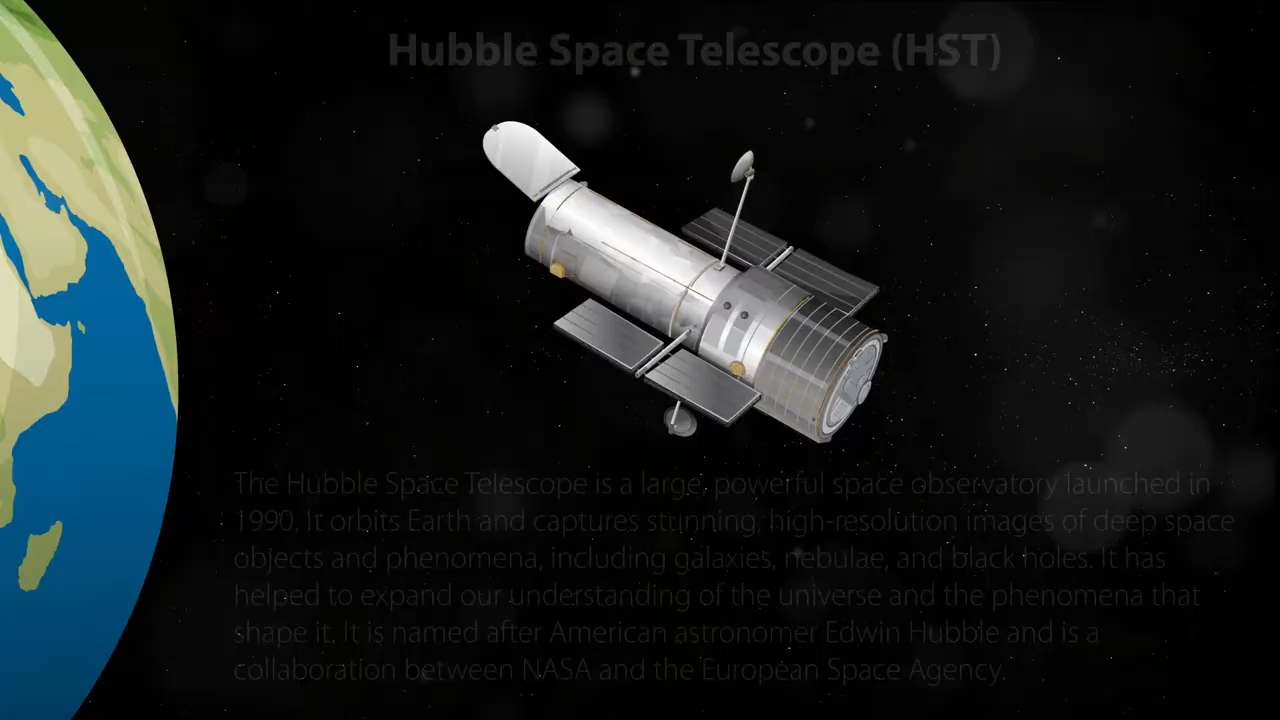 Hubble Space Telescope (HST)
The Hubble Space Telescope is a large, powerful space observatory launched in
1990. It orbits Earth and captures stunning, high-resolution images of deep space
objects and phenomena, including galaxies, nebulae, and black holes. It has
helped to expand our understanding of the universe and the phenomena that
shape it. It is named after American astronomer Edwin Hubble and is a
collaboration between NASA and the European Space Agency.